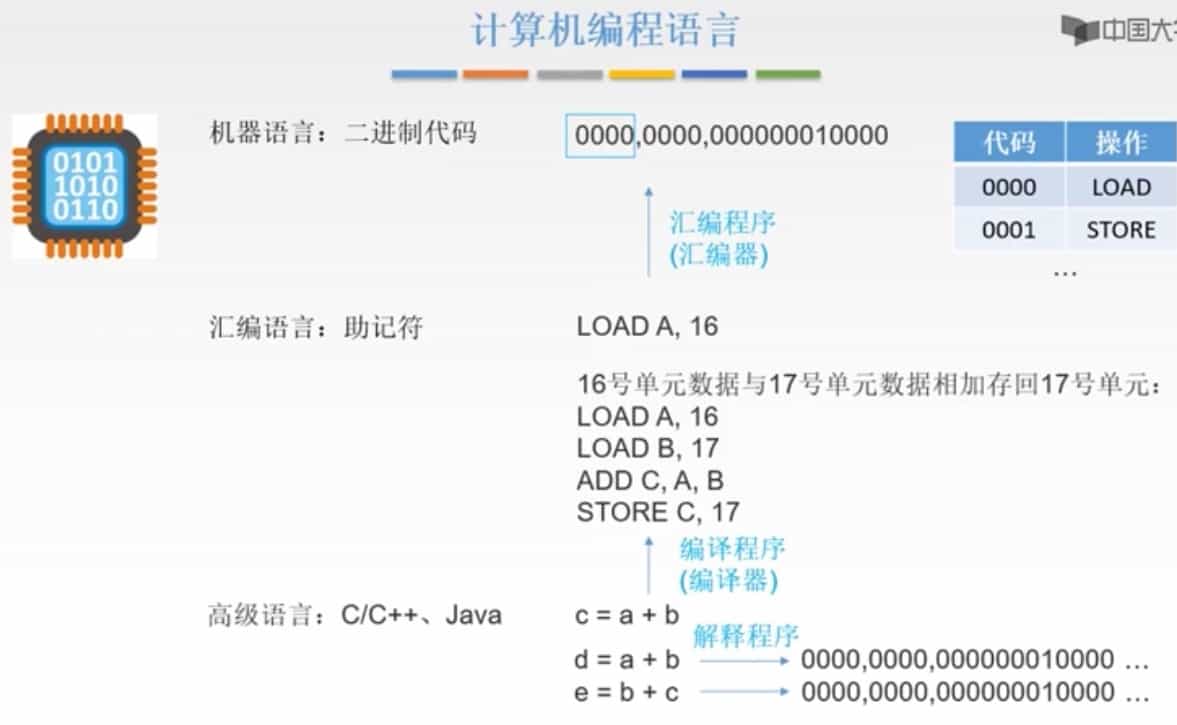 计算机编程语言
中国大
0101
1010
0110
机器语言：二进制代码
0000,0000,000000010000
代码 操作
0000 LOAD
0001 STORE
…
汇编程序
(汇编器)
汇编语言：助记符
LOAD A, 16
16号单元数据与17号单元数据相加存回17号单元：
LOAD A, 16
LOAD B, 17
ADD C, A, B
STORE C, 17
编译程序
(编译器)
高级语言：C/C++、Java
c = a + b
解释程序
d = a + b
0000,0000,000000010000 …
e = b + c
0000,0000,000000010000 …